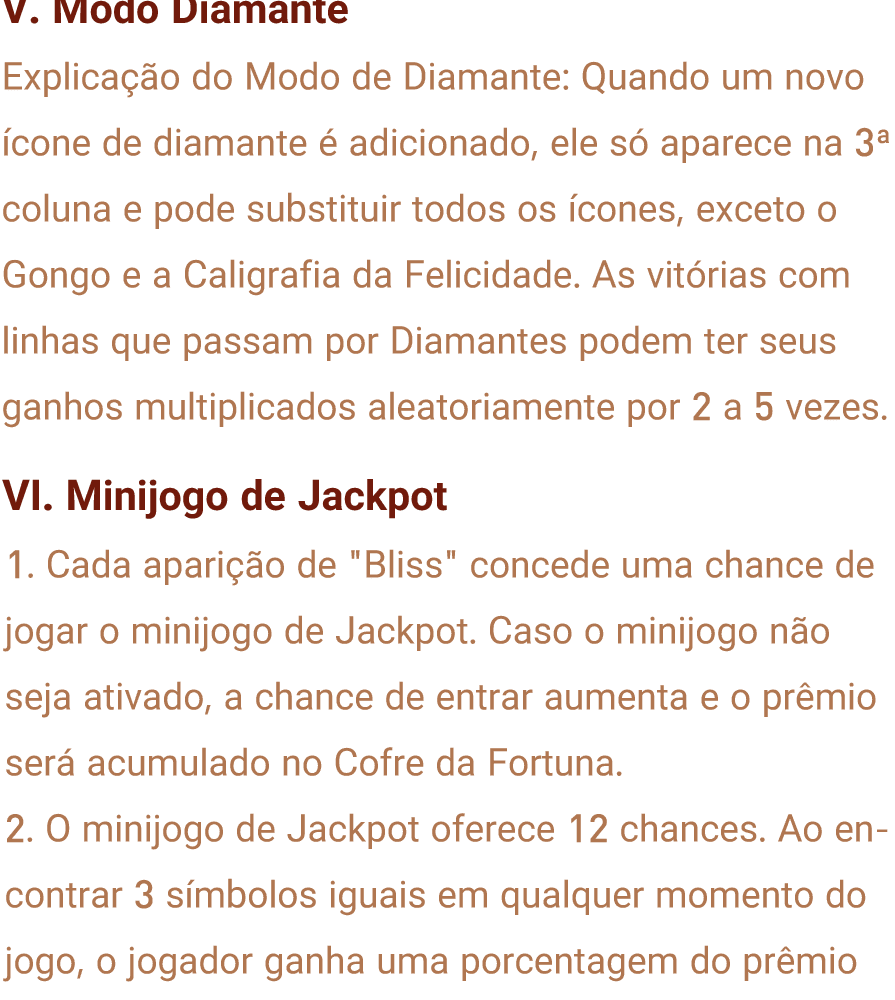 V. Modo Diamante
Explicação do Modo de Diamante: Quando um novo
ícone de diamante é adicionado, ele só aparece na 3ª
coluna e pode substituir todos os ícones, exceto o
Gongo e a Caligrafia da Felicidade. As vitórias com
linhas que passam por Diamantes podem ter seus
ganhos multiplicados aleatoriamente por 2 a 5 vezes.
VI. Minijogo de Jackpot
1. Cada aparição de "Bliss" concede uma chance de
jogar o minijogo de Jackpot. Caso o minijogo não
seja ativado, a chance de entrar aumenta e o prêmio
será acumulado no Cofre da Fortuna.
2. O minijogo de Jackpot oferece 12 chances. Ao en-
contrar 3 símbolos iguais em qualquer momento do
jogo, o jogador ganha uma porcentagem do prêmio